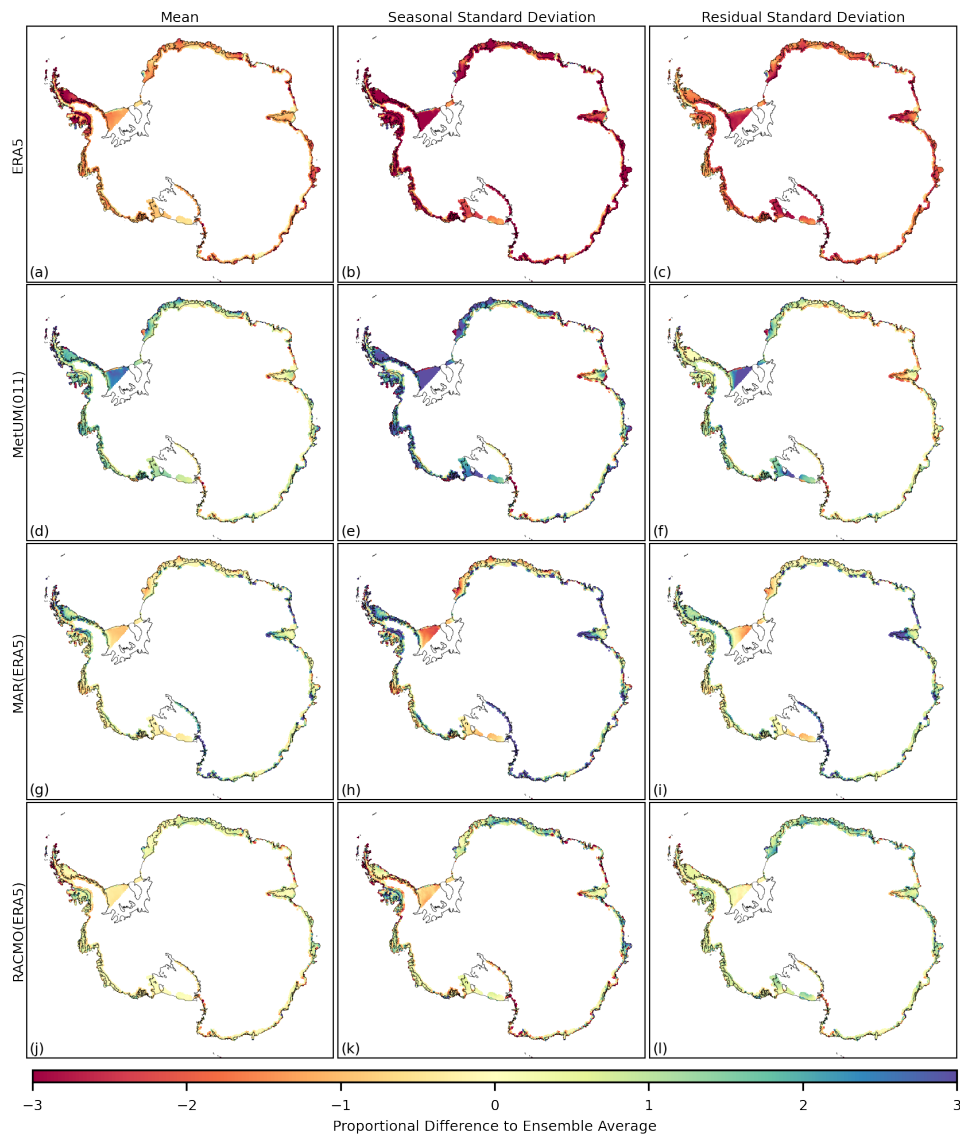 Mean Seasonal Standard Deviation Residual Standard Deviation
ERA5
(a) (b) (c)
MetUM(011)
(d) (e) (f)
MAR(ERA5)
(g) (h) (i)
RACMO(ERA5)
(j) (k) (l)
−3 −2 −1 0 1 2 3
Proportional Difference to Ensemble Average